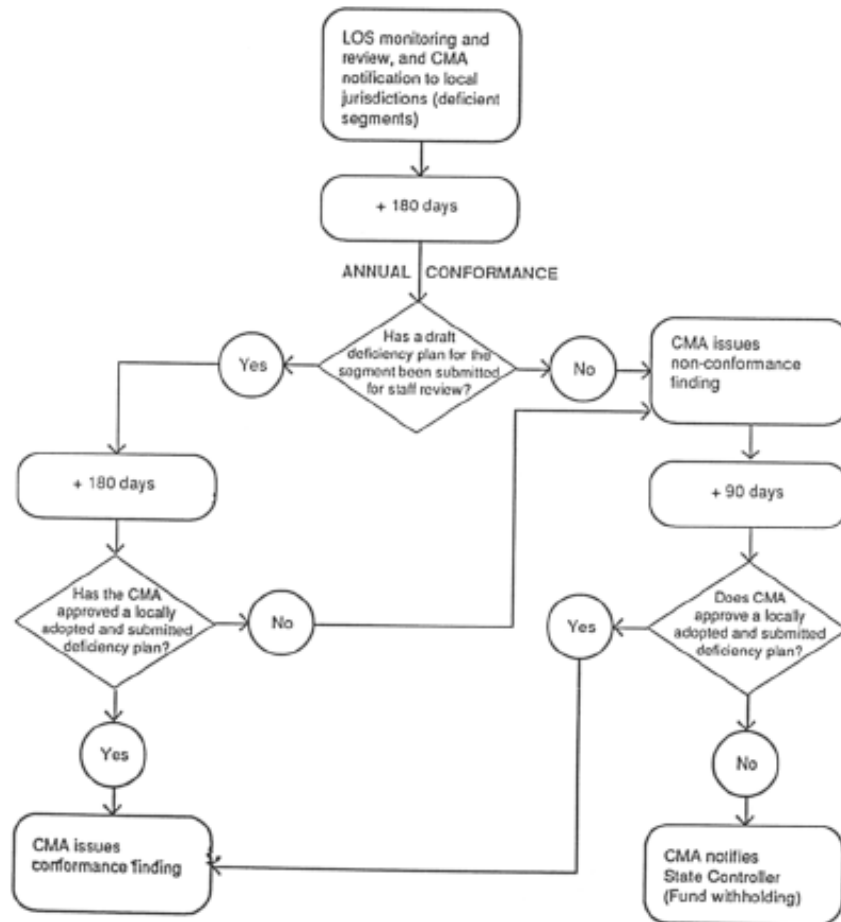 LOS monitoring and
review, and CMA
notification to local
jurisdictions (deficient
segments)
+ 180 days
ANNUAL CONFORMANCE
Has a draft
deficiency plan for the
segment been submitted
for staff review?
Yes
No
CMA issues
non-conformance
finding
+ 180 days
+ 90 days
Has the CMA
approved a locally
adopted and submitted
deficiency plan?
No
Yes
Does CMA
approve a locally
adopted and submitted
deficiency plan?
Yes
No
CMA issues
conformance finding
CMA notifies
State Controller
(Fund withholding)